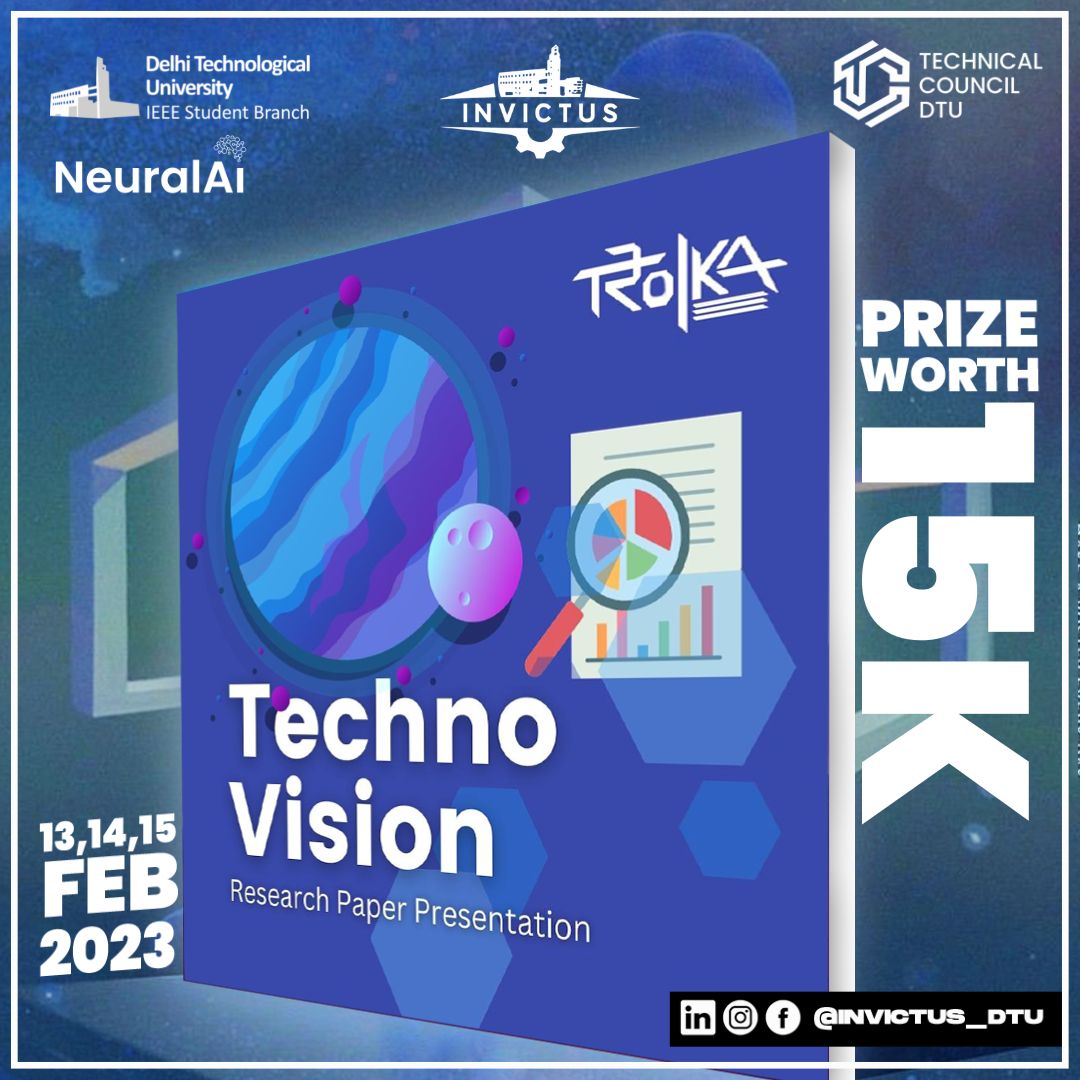 Delhi Technological
University
IEEE Student Branch
NeuralAi
INVICTUS
TECHNICAL
COUNCIL
DTU
TROIKA
PRIZE
WORTH
15K
Techno
Vision
Research Paper Presentation
13,14,15
FEB
2023
in
f
@INVICTUS_DTU